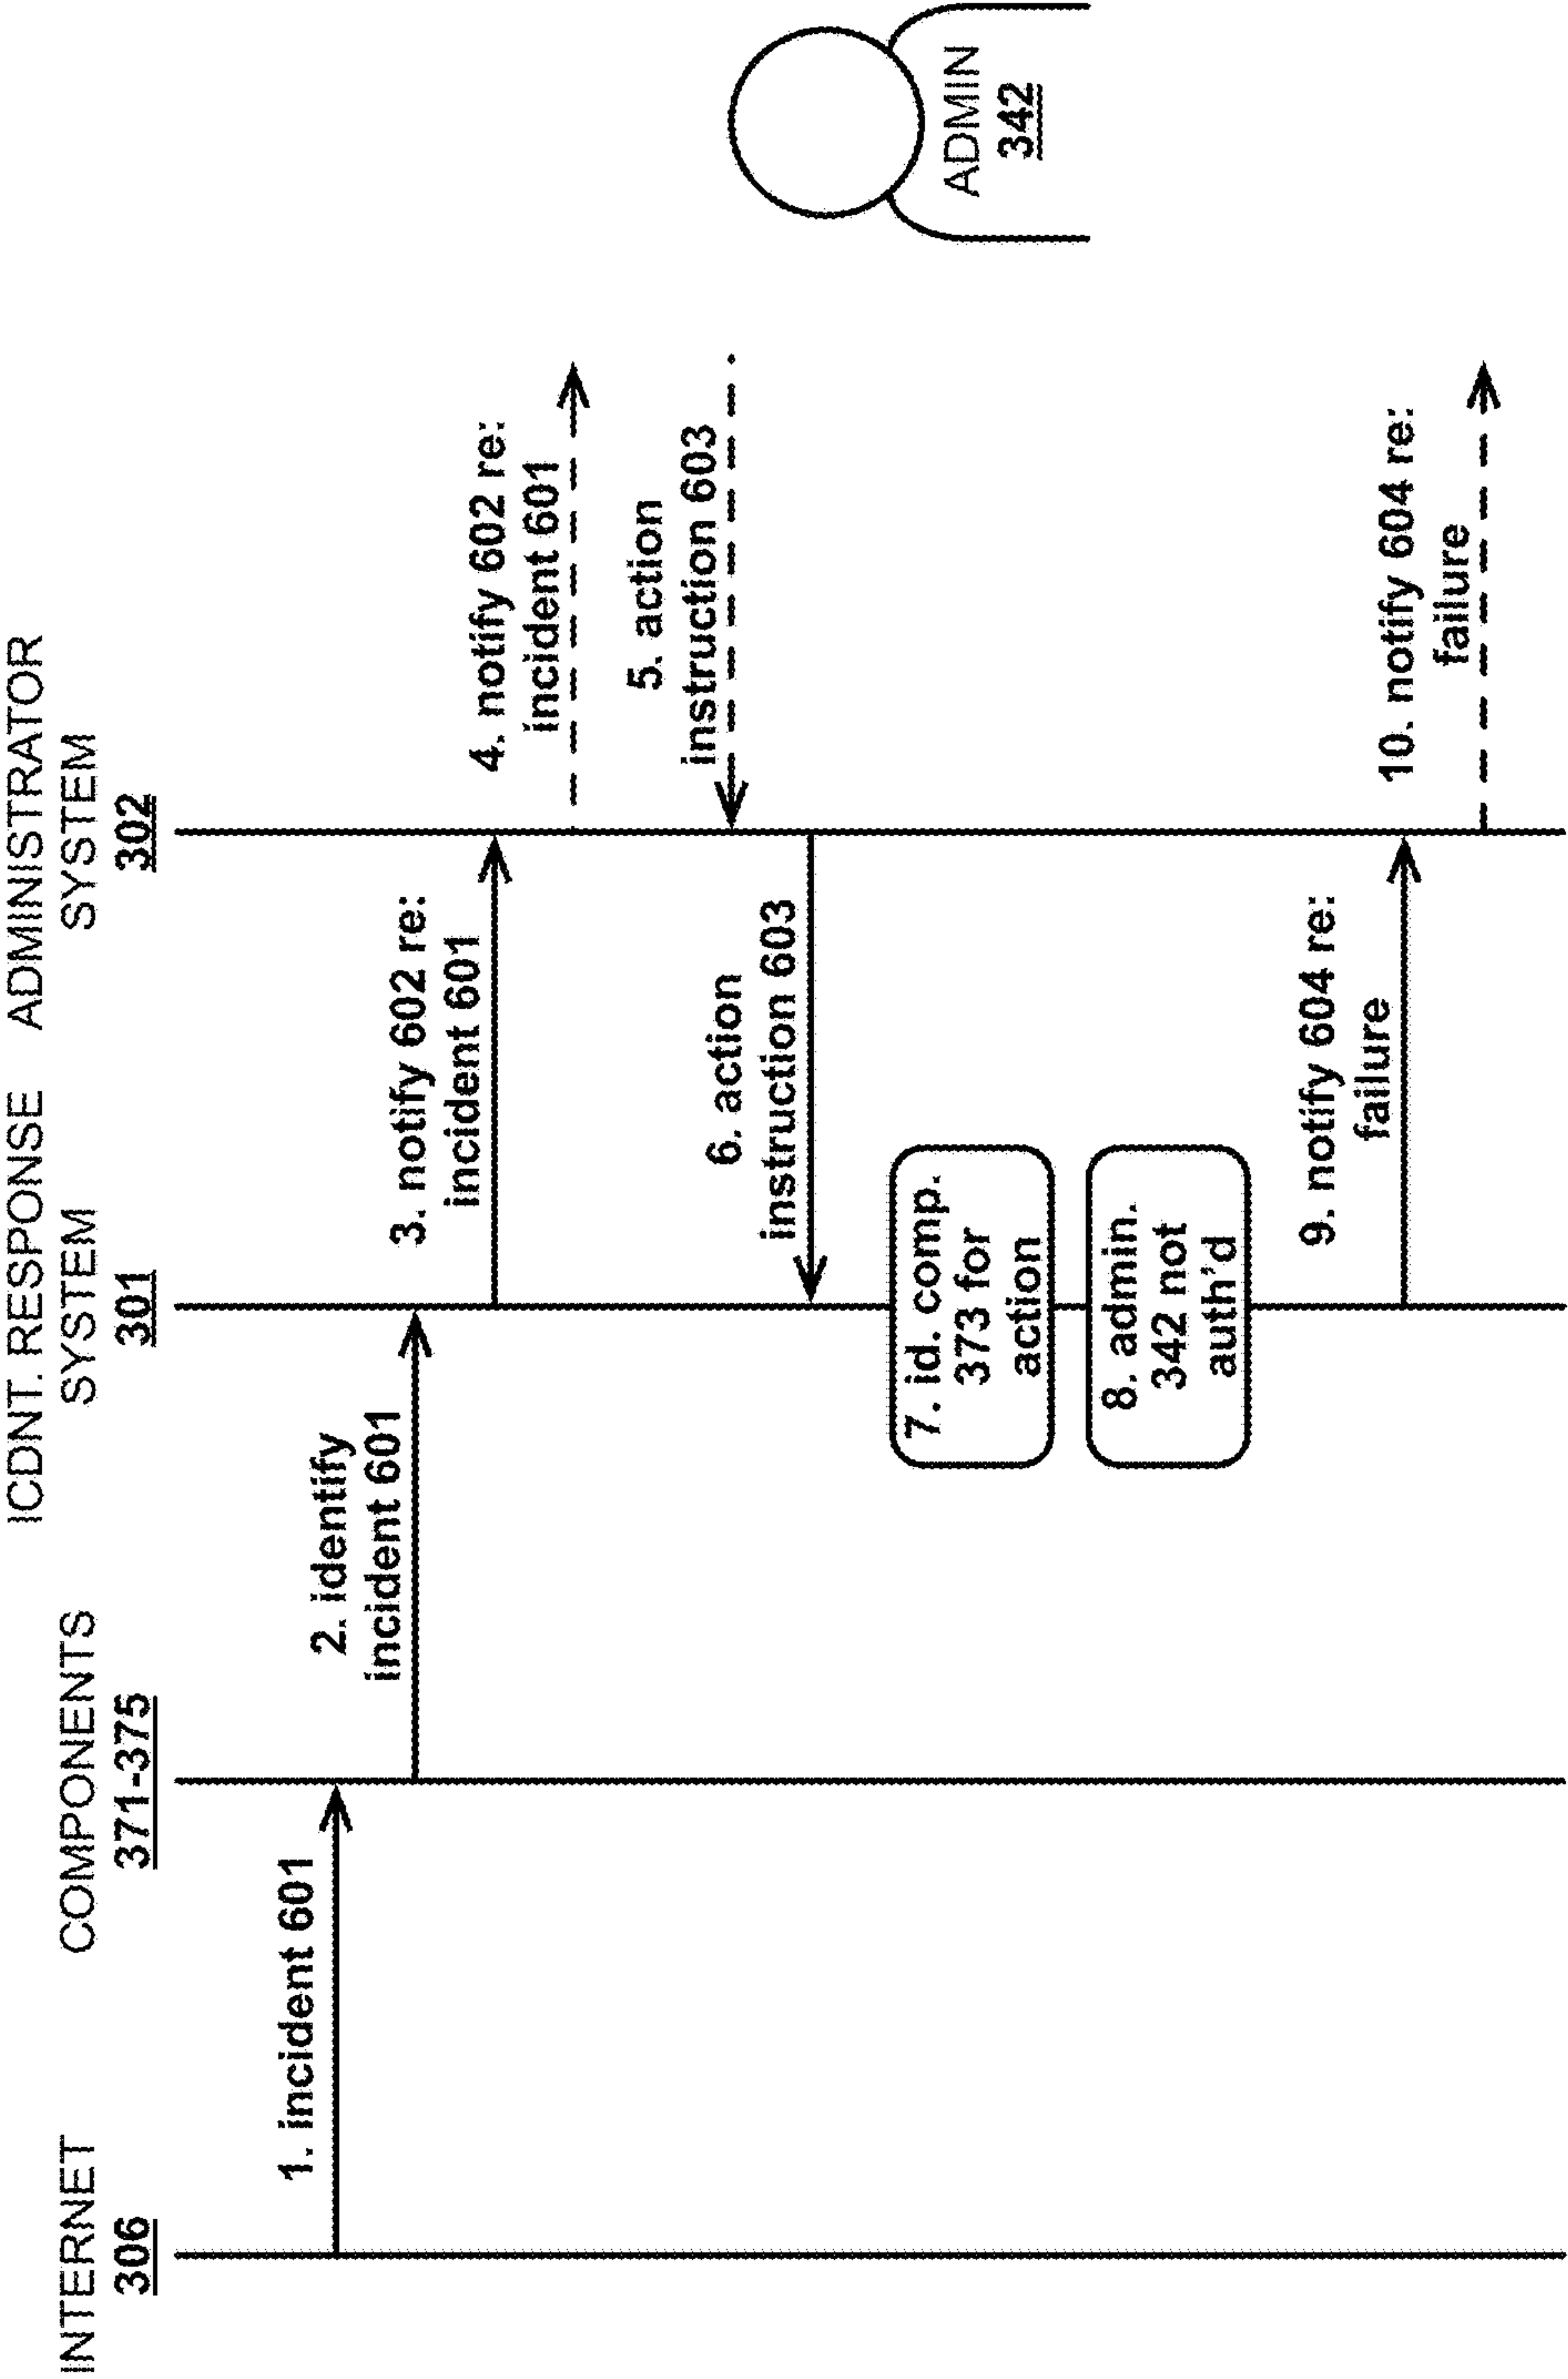 INTERNET
306
COMPONENTS
371-375
ICDNT. RESPONSE
SYSTEM
301
ADMINISTRATOR
SYSTEM
302
1. incident 601
2. identify
incident 601
3. notify 602 re:
incident 601
4. notify 602 re:
incident 601
5. action
instruction 603
6. action
instruction 603
7. id. comp.
373 for
action
8. admin.
342 not
auth'd
9. notify 604 re:
failure
10. notify 604 re:
failure
ADMIN
342